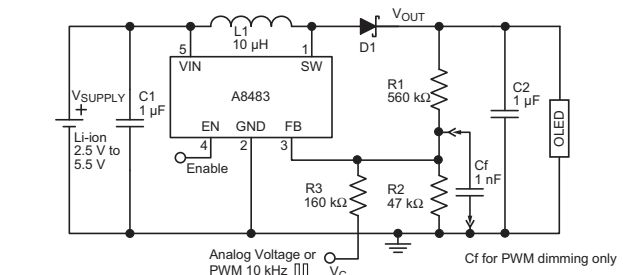 L1
10 μH
VOUT
D1
5
1
VIN
SW
A8483
EN
GND
FB
4
2
3
Enable
VSUPPLY
+
Li-ion
2.5 V to
5.5 V
C1
1 μF
R1
560 kΩ
C2
1 μF
OLED
Cf
1 nF
R3
160 kΩ
R2
47 kΩ
Analog Voltage or
PWM 10 kHz
VC
Cf for PWM dimming only